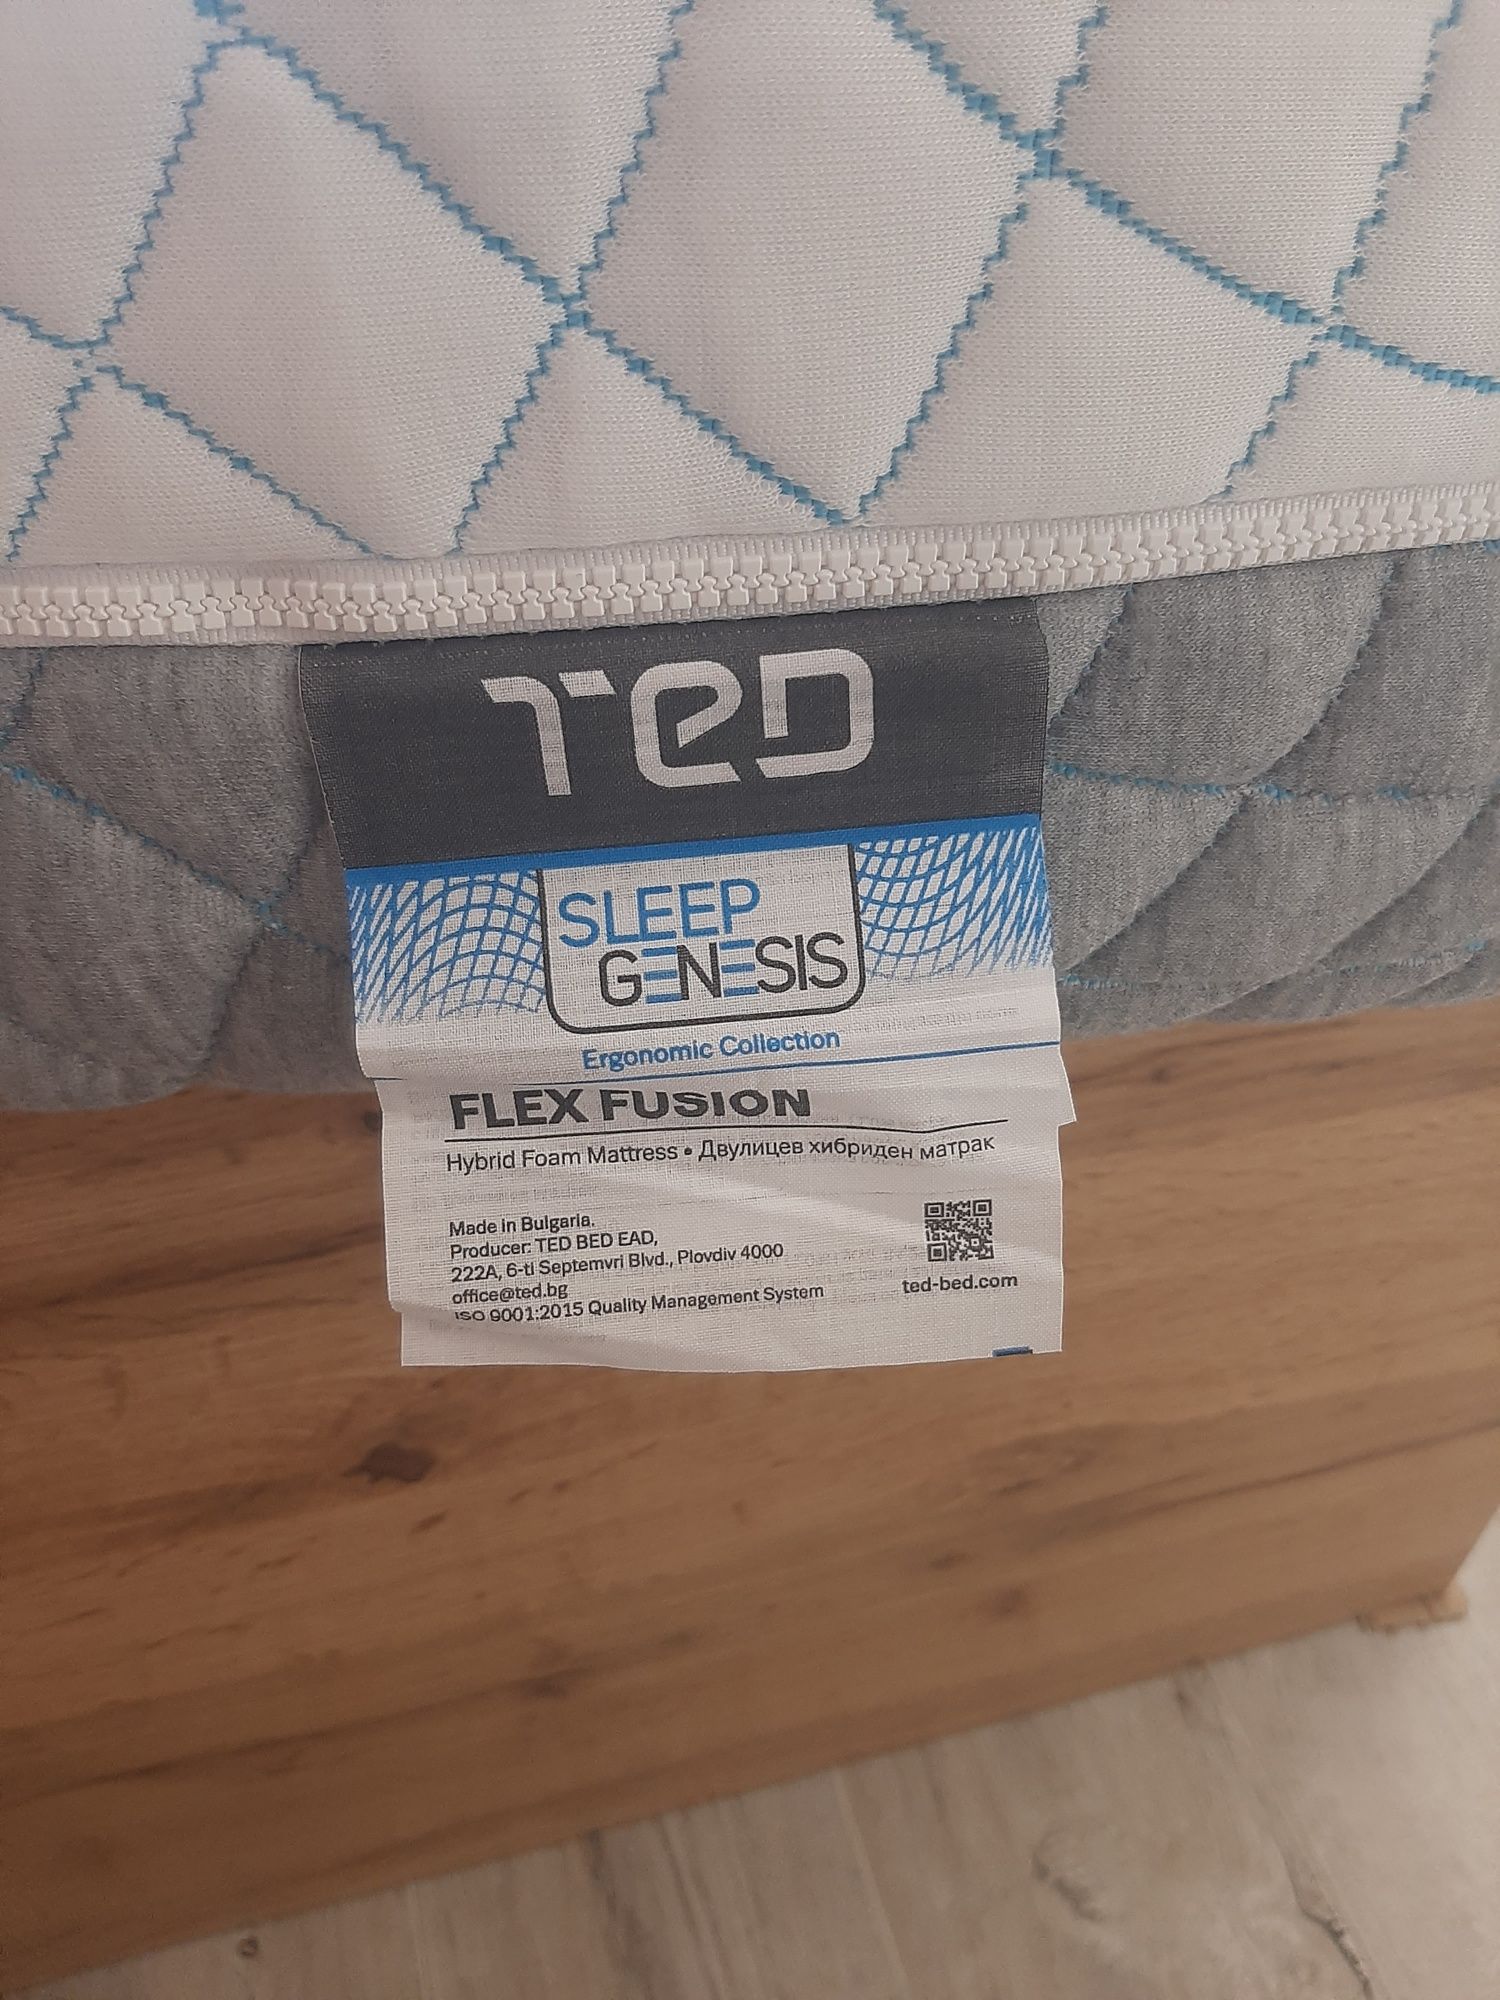 TED
SLEEP
GENESIS
Ergonomic Collection
FLEX FUSION
Hybrid Foam Mattress • Двулицев хибриден матрак
Made in Bulgaria.
Producer: TED BED EAD,
222A, 6-ti Septemvri Blvd., Plovdiv 4000
office@ted.bg
ISO 9001:2015 Quality Management System
ted-bed.com